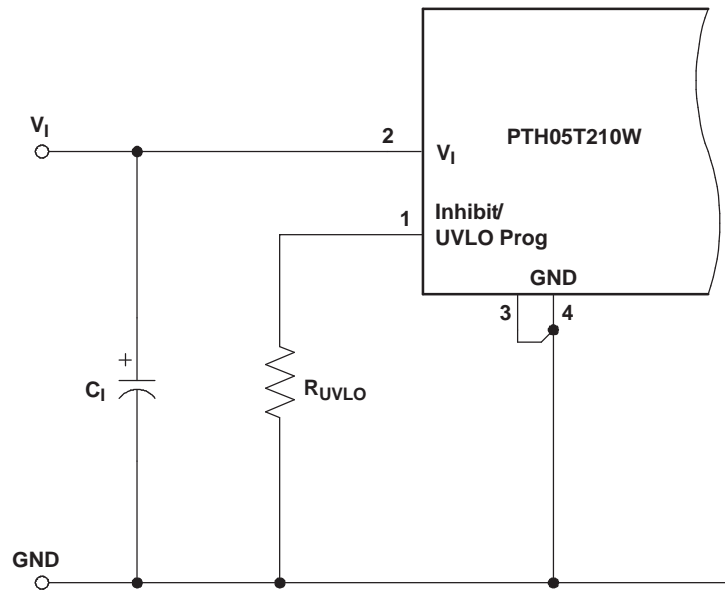 V_I
2
PTH05T210W
V_I
1
Inhibit/
UVLO Prog
GND
3
4
+
C_I
R_UVLO
GND